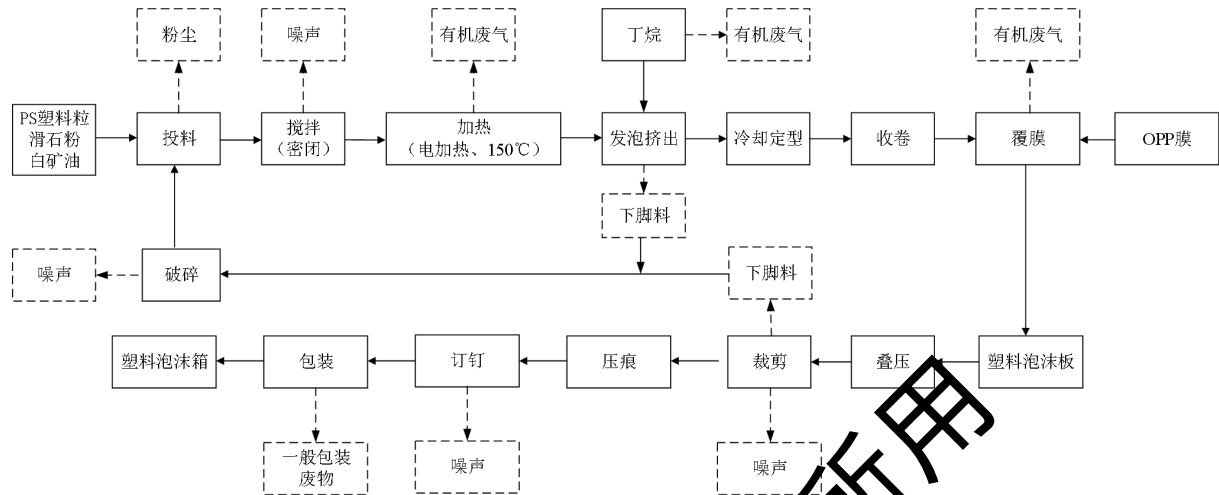 粉尘
噪声
有机废气
丁烷
有机废气
有机废气
PS塑料粒
滑石粉
白矿油
投料
搅拌
（密闭）
加热
（电加热、150℃）
发泡挤出
冷却定型
收卷
覆膜
OPP膜
下脚料
噪声
破碎
下脚料
塑料泡沫箱
包装
订钉
压痕
裁剪
叠压
塑料泡沫板
一般包装
废物
噪声
噪声
所用